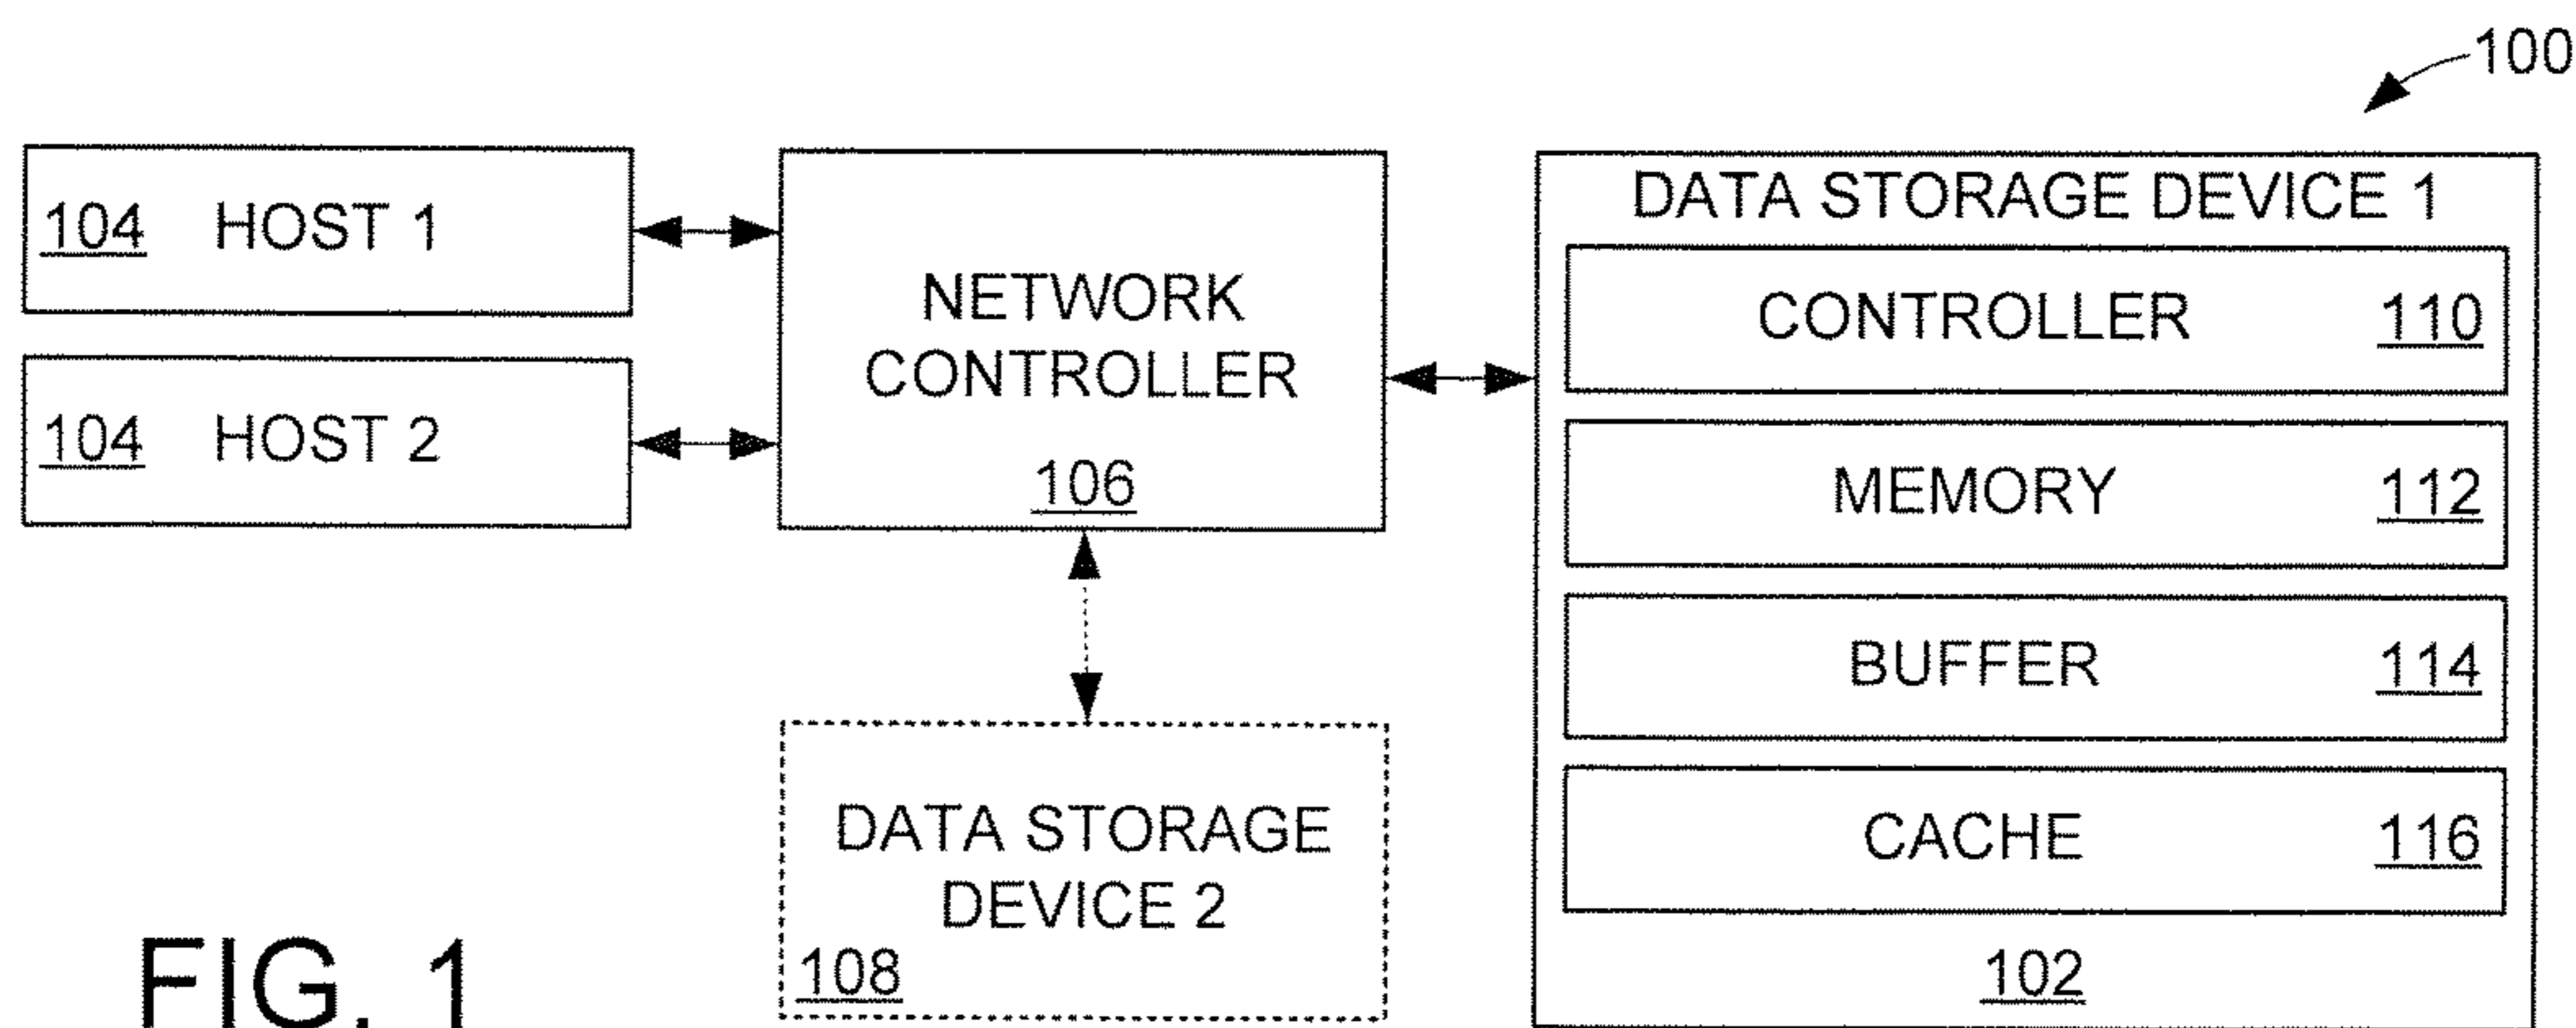 100
104 HOST 1
104 HOST 2
NETWORK
CONTROLLER
106
DATA STORAGE DEVICE 1
CONTROLLER 110
MEMORY 112
BUFFER 114
CACHE 116
102
DATA STORAGE
DEVICE 2
108
FIG. 1